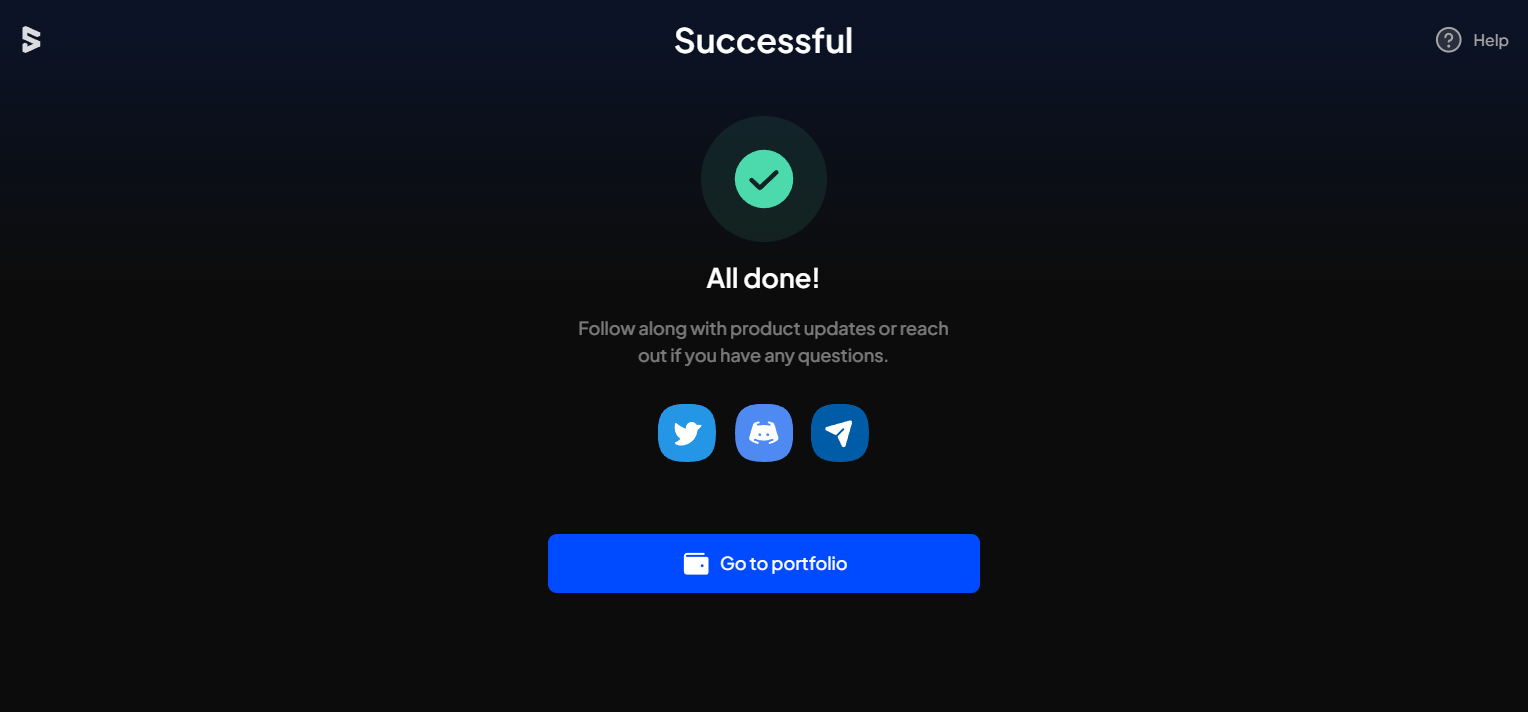 Successful
Help
All done!
Follow along with product updates or reach
out if you have any questions.
Go to portfolio